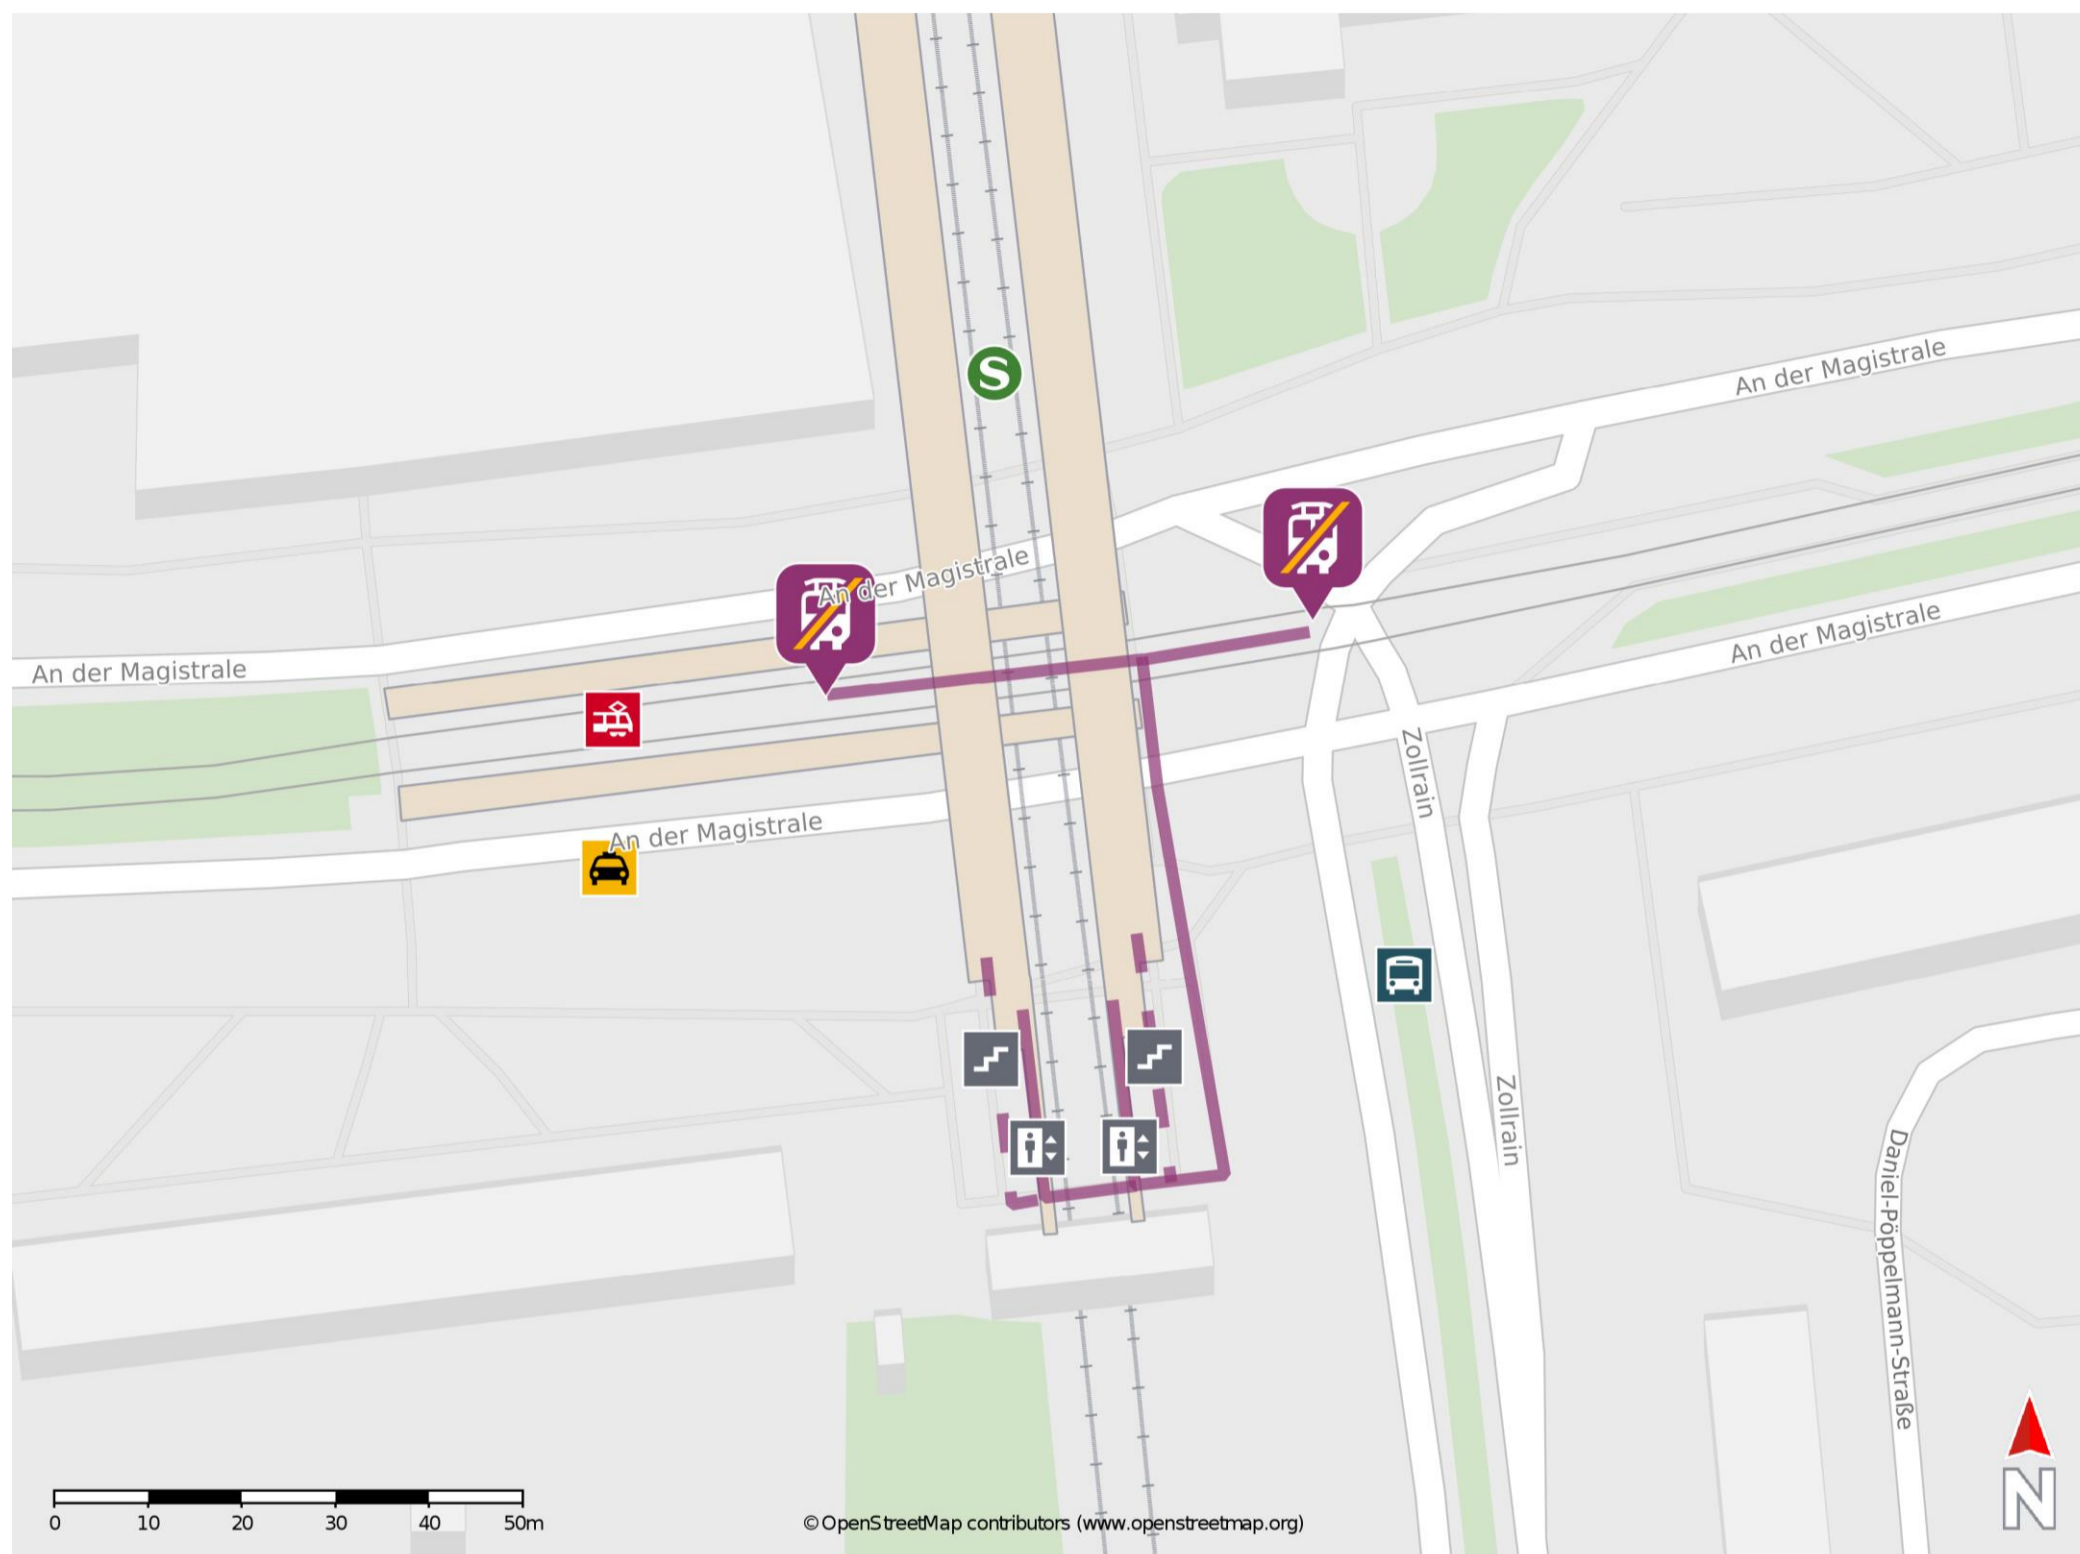 S
An der Magistrale
An der Magistrale
An der Magistrale
An der Magistrale
An der Magistrale
Zollrain
Zollrain
Daniel-Pöppelmann-Straße
0 10 20 30 40 50m
©OpenStreetMap contributors (www.openstreetmap.org)
N